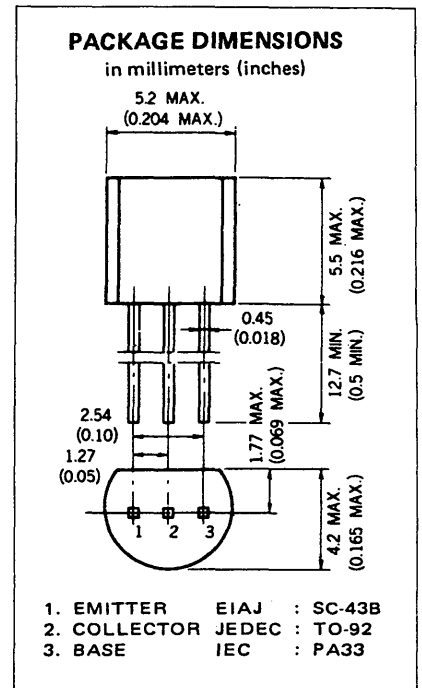 PACKAGE DIMENSIONS
in millimeters (inches)
5.2 MAX.
(0.204 MAX.)
5.5 MAX.
(0.216 MAX.)
0.45
(0.018)
12.7 MIN.
(0.5 MIN.)
2.54
(0.10)
1.77 MAX.
(0.069 MAX.)
1.27
(0.05)
1 2 3
4.2 MAX.
(0.165 MAX.)
1. EMITTER EIAJ : SC-43B
2. COLLECTOR JEDEC : TO-92
3. BASE IEC : PA33